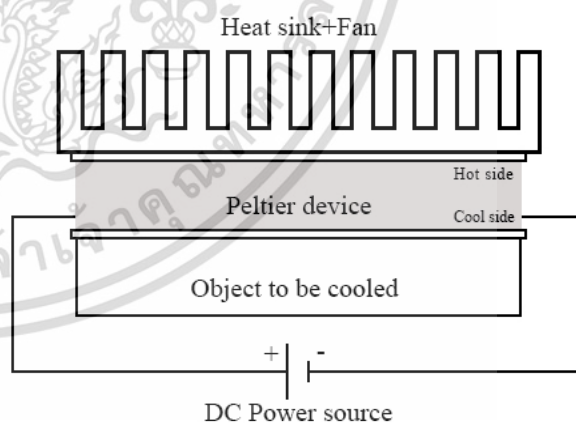 Heat sink+Fan
Hot side
Peltier device
Cool side
Object to be cooled
+ -
DC Power source